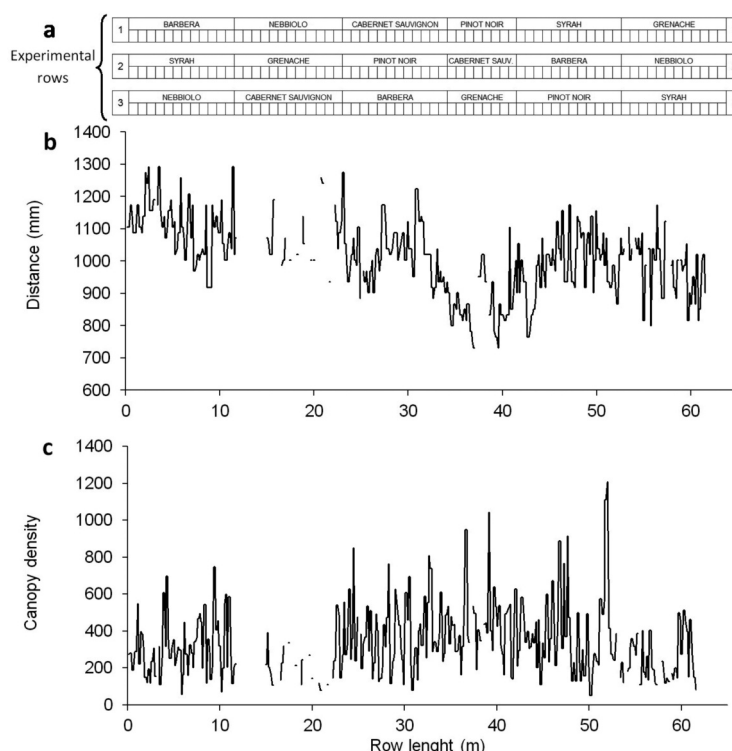 a
Experimental rows
1 BARBERA NEBBIOLO CABERNET SAUVIGNON PINOT NOIR SYRAH GRENACHE
2 SYRAH GRENACHE PINOT NOIR CABERNET SAUV. BARBERA NEBBIOLO
3 NEBBIOLO CABERNET SAUVIGNON BARBERA GRENACHE PINOT NOIR SYRAH
b
Distance (mm)
1400
1300
1200
1100
1000
900
800
700
600
0 10 20 30 40 50 60
c
Canopy density
1400
1200
1000
800
600
400
200
0
0 10 20 30 40 50 60
Row lenght (m)